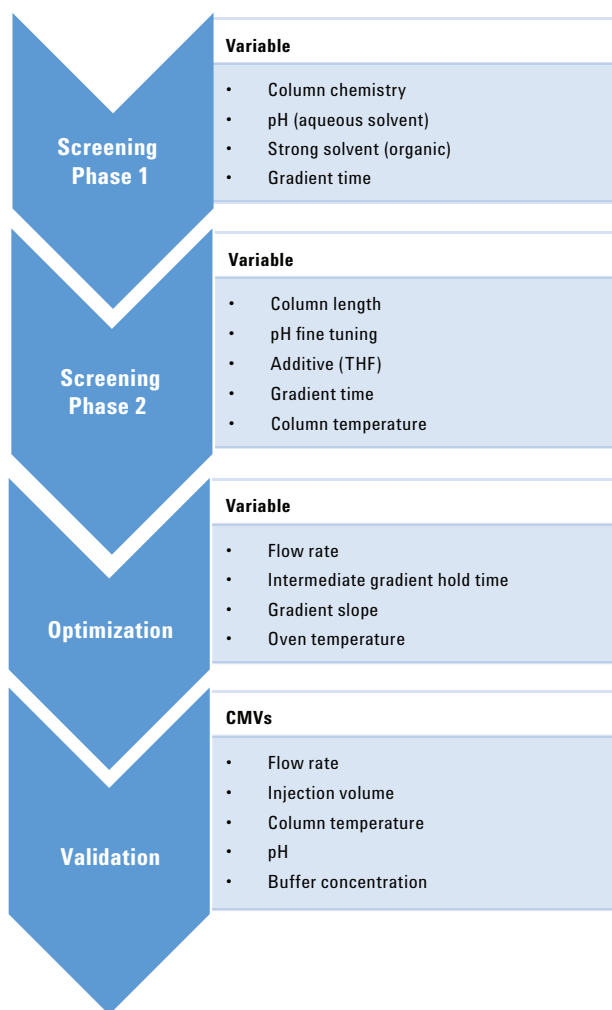 Screening
Phase 1
Variable
• Column chemistry
• pH (aqueous solvent)
• Strong solvent (organic)
• Gradient time
Screening
Phase 2
Variable
• Column length
• pH fine tuning
• Additive (THF)
• Gradient time
• Column temperature
Optimization
Variable
• Flow rate
• Intermediate gradient hold time
• Gradient slope
• Oven temperature
Validation
CMVs
• Flow rate
• Injection volume
• Column temperature
• pH
• Buffer concentration